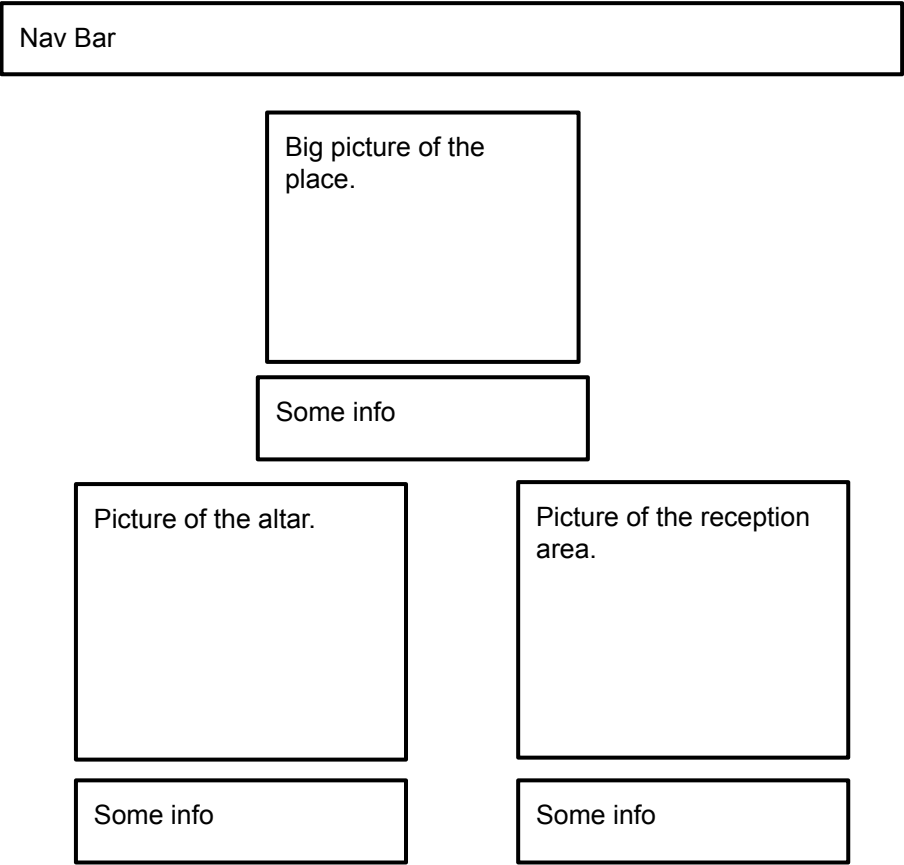 Nav Bar
Big picture of the
place.
Some info
Picture of the altar.
Picture of the reception
area.
Some info
Some info